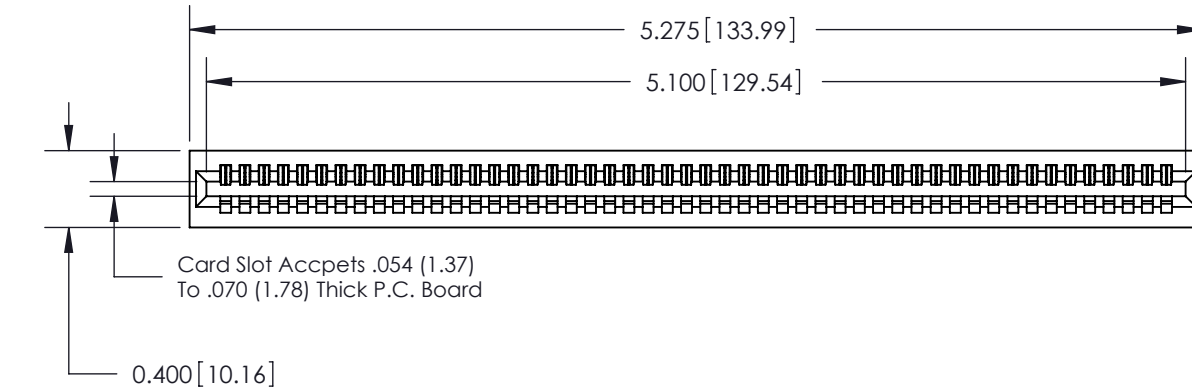 5.275[133.99]
5.100[129.54]
Card Slot Accpets .054 (1.37)
To .070 (1.78) Thick P.C. Board
0.400[10.16]